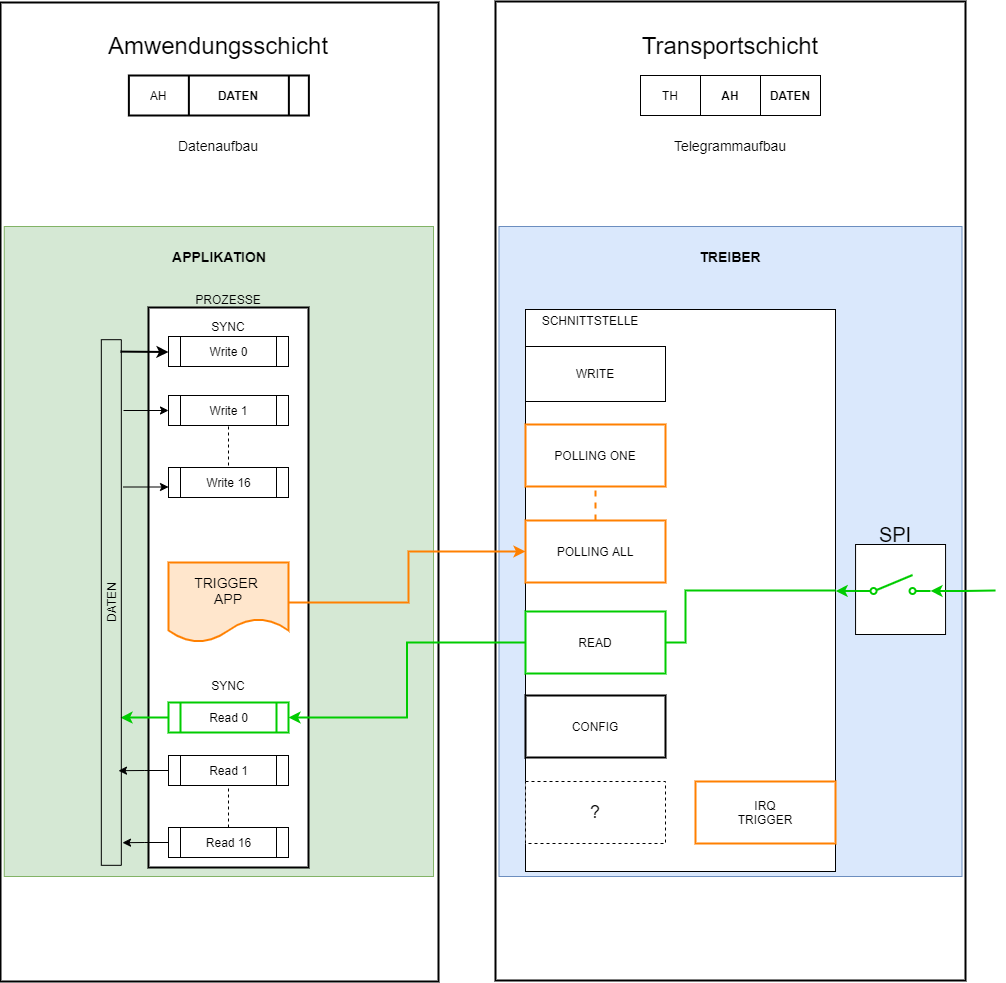 Amwendungsschicht
AH
DATEN
Datenaufbau
APPLIKATION
PROZESSE
SYNC
Write 0
Write 1
Write 16
DATEN
TRIGGER
APP
SYNC
Read 0
Read 1
Read 16
Transportschicht
TH
AH
DATEN
Telegrammaufbau
TREIBER
SCHNITTSTELLE
WRITE
POLLING ONE
POLLING ALL
READ
CONFIG
?
IRQ
TRIGGER
SPI